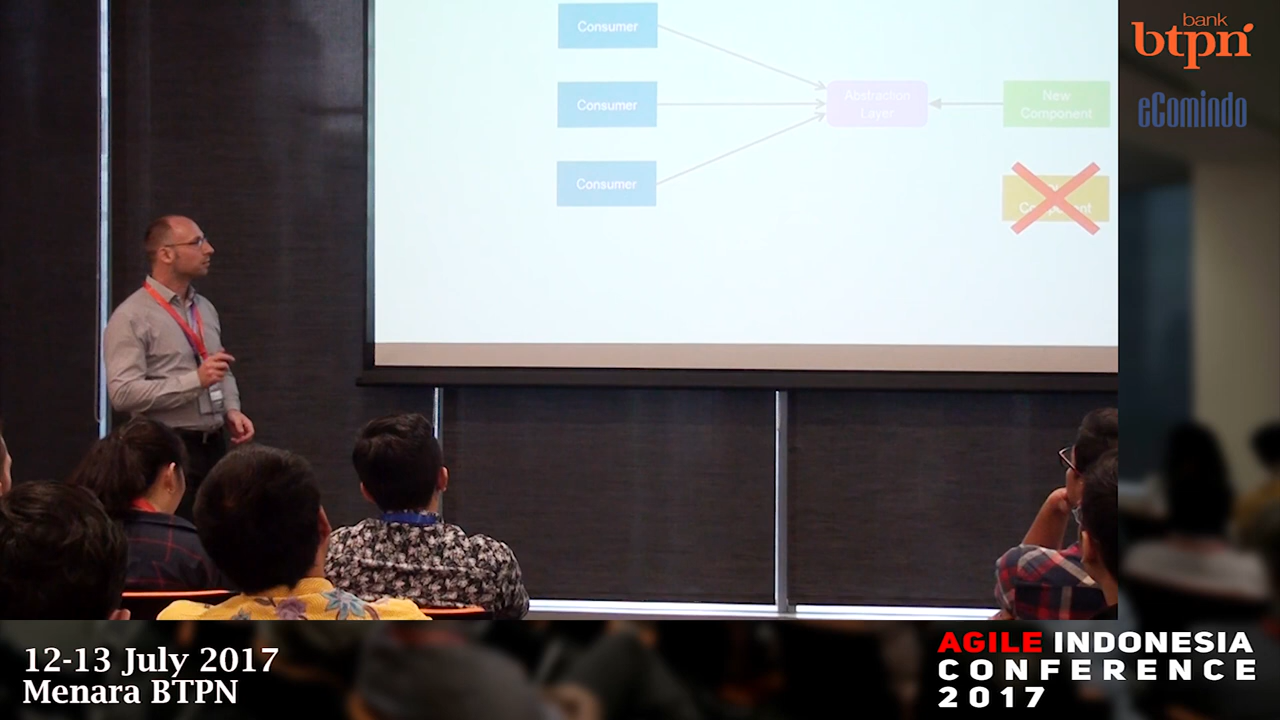 Consumer
Consumer
Consumer
Abstraction
Layer
New
Component
bank
btpn
eComindo
12-13 July 2017
Menara BTPN
AGILE INDONESIA
CONFERENCE
2017